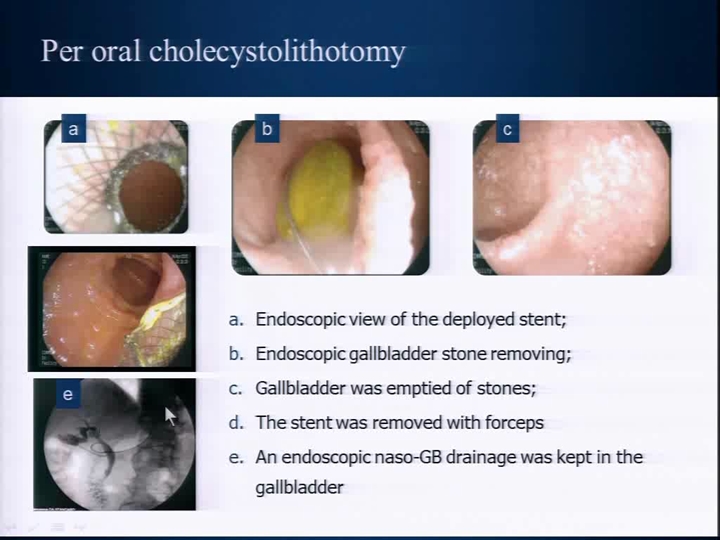 Per oral cholecystolithotomy
a
b
c
e
a. Endoscopic view of the deployed stent;
b. Endoscopic gallbladder stone removing;
c. Gallbladder was emptied of stones;
d. The stent was removed with forceps
e. An endoscopic naso-GB drainage was kept in the
gallbladder